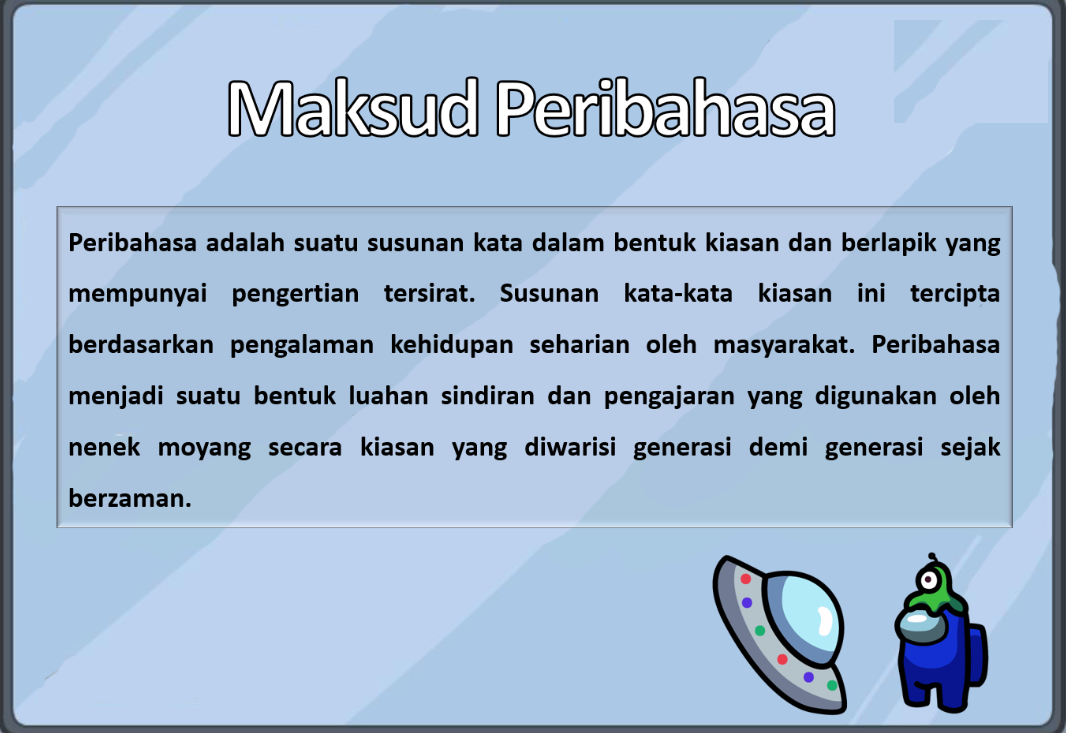 Maksud Peribahasa
Peribahasa adalah suatu susunan kata dalam bentuk kiasan dan berlapik yang
mempunyai pengertian tersirat. Susunan kata-kata kiasan ini tercipta
berdasarkan pengalaman kehidupan seharian oleh masyarakat. Peribahasa
menjadi suatu bentuk luahan sindiran dan pengajaran yang digunakan oleh
nenek moyang secara kiasan yang diwarisi generasi demi generasi sejak
berzaman.